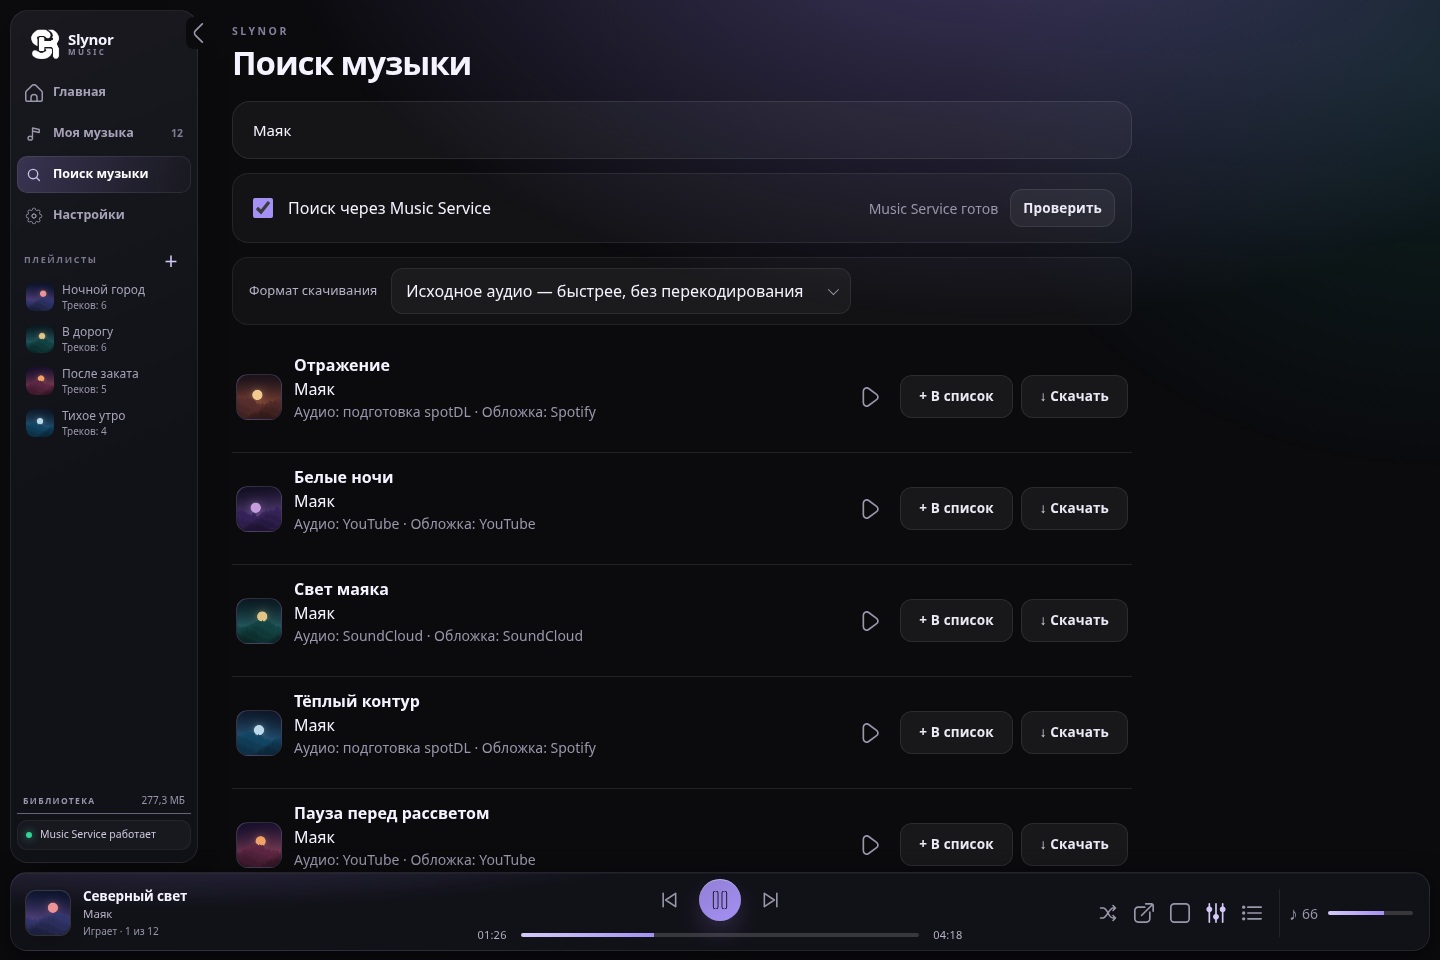 Slynor
MUSIC
Главная
Моя музыка 12
Поиск музыки
Настройки
ПЛЕЙЛИСТЫ +
Ночной город
Треков: 6
В дорогу
Треков: 6
После заката
Треков: 5
Тихое утро
Треков: 4
БИБЛИОТЕКА 277,3 МБ
Music Service работает
SLYNOR
Поиск музыки
Маяк
Поиск через Music Service Music Service готов Проверить
Формат скачивания Исходное аудио — быстрее, без перекодирования
Отражение
Маяк
Аудио: подготовка spotDL · Обложка: Spotify
+ В список ↓ Скачать
Белые ночи
Маяк
Аудио: YouTube · Обложка: YouTube
+ В список ↓ Скачать
Свет маяка
Маяк
Аудио: SoundCloud · Обложка: SoundCloud
+ В список ↓ Скачать
Тёплый контур
Маяк
Аудио: подготовка spotDL · Обложка: Spotify
+ В список ↓ Скачать
Пауза перед рассветом
Маяк
Аудио: YouTube · Обложка: YouTube
+ В список ↓ Скачать
Северный свет
Маяк
Играет · 1 из 12
01:26 04:18
♪ 66